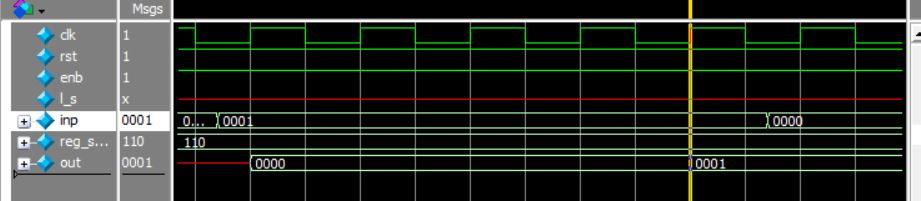 Msgs
clk 1
rst 1
enb 1
l_s x
inp 0001 0... 0001 0000
reg_s... 110 110
out 0001 0000 0001